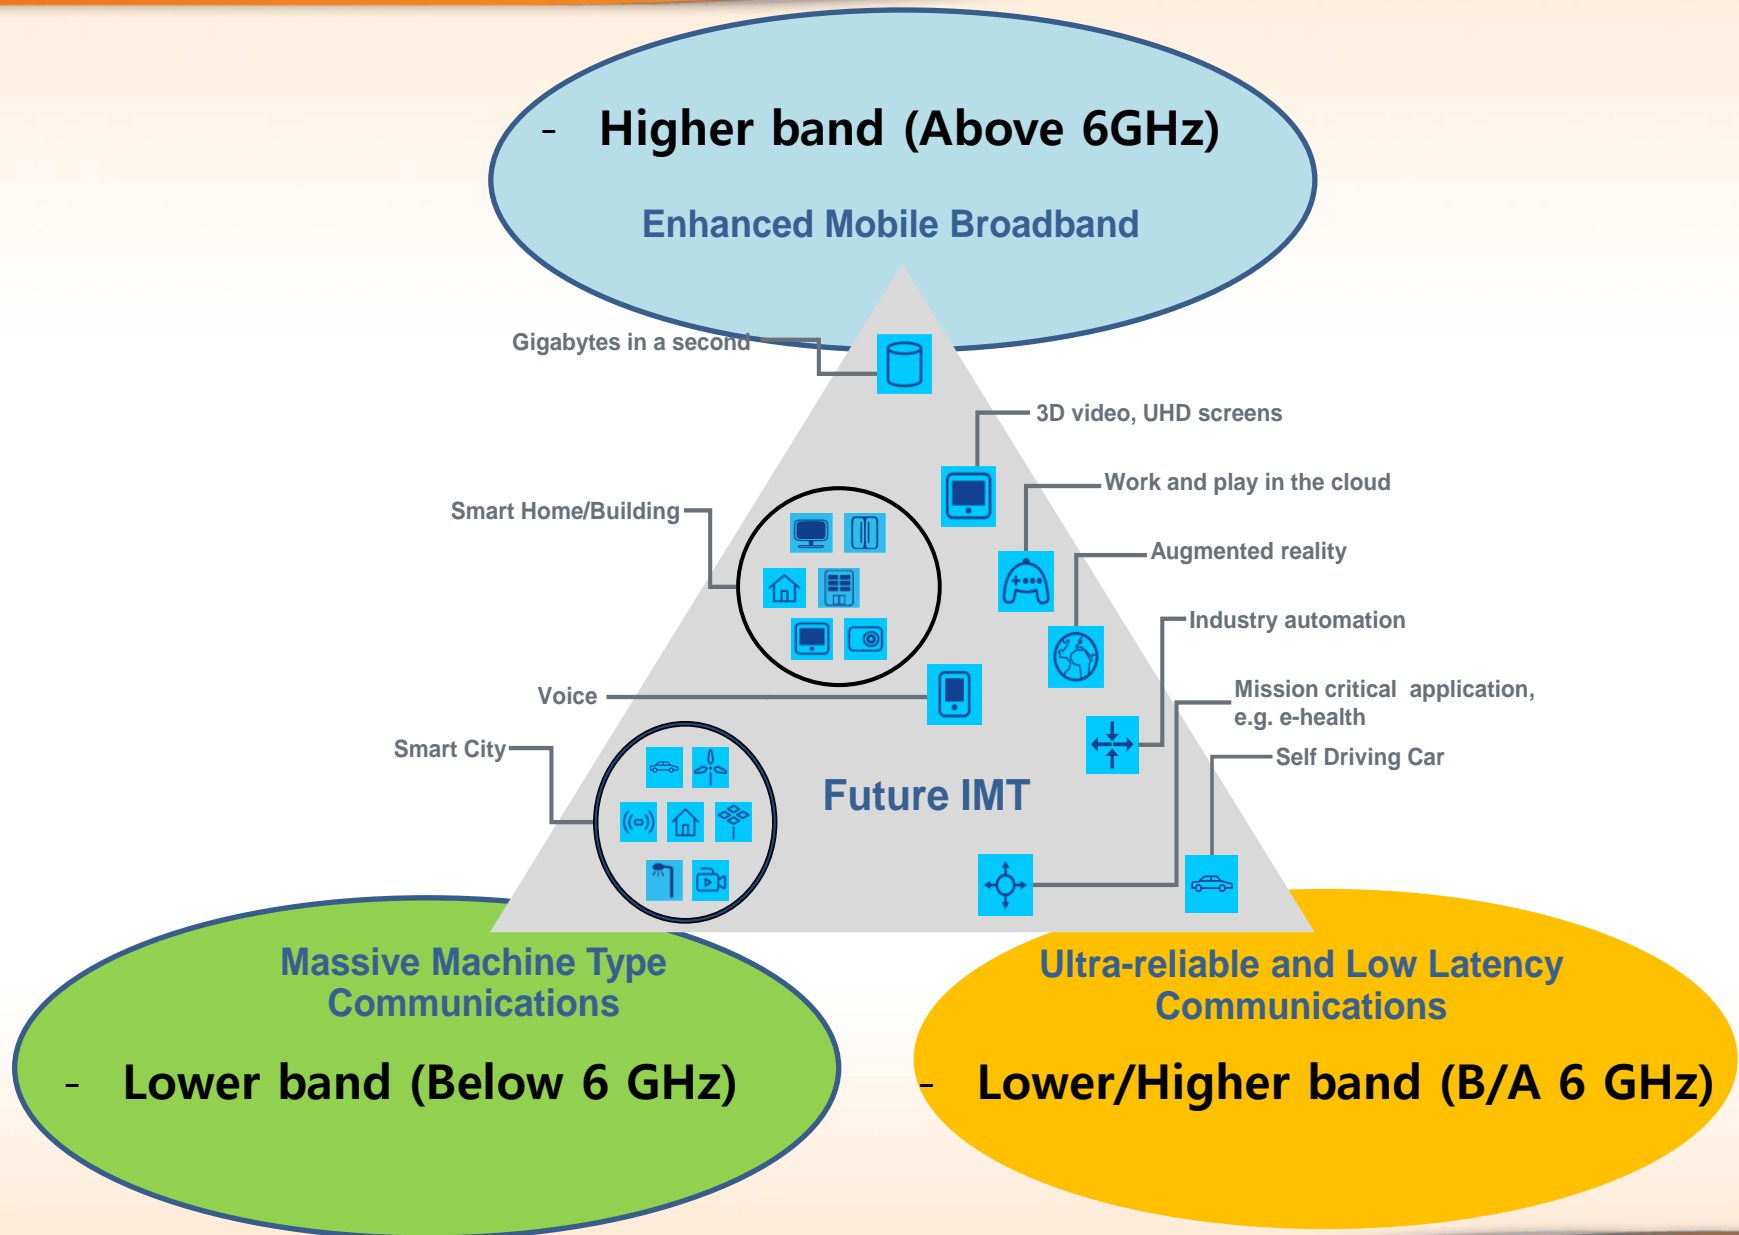 - Higher band (Above 6GHz)
Enhanced Mobile Broadband
Gigabytes in a second
3D video, UHD screens
Work and play in the cloud
Smart Home/Building
Augmented reality
Industry automation
Voice
Mission critical application,
e.g. e-health
Smart City
Self Driving Car
Future IMT
Massive Machine Type
Communications
- Lower band (Below 6 GHz)
Ultra-reliable and Low Latency
Communications
- Lower/Higher band (B/A 6 GHz)